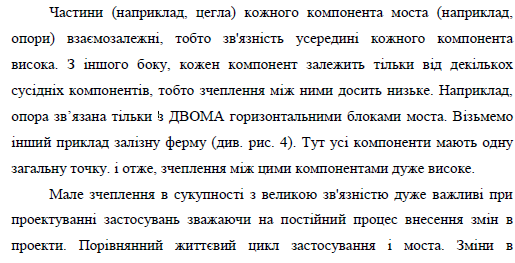 Частини (наприклад, цегла) кожного компонента моста (наприклад,
опори) взаємозалежні, тобто зв'язність усередині кожного компонента
висока. З іншого боку, кожен компонент залежить тільки від декількох
сусідніх компонентів, тобто зчеплення між ними досить низьке. Наприклад,
опора зв’язана тільки із ДВОМА горизонтальними блоками моста. Візьмемо
інший приклад залізну ферму (див. рис. 4). Тут усі компоненти мають одну
загальну точку. і отже, зчеплення між цими компонентами дуже високе.
Мале зчеплення в сукупності з великою зв'язністю дуже важливі при
проектуванні застосувань зважаючи на постійний процес внесення змін в
проекти. Порівнянний життєвий цикл застосування і моста. Зміни в